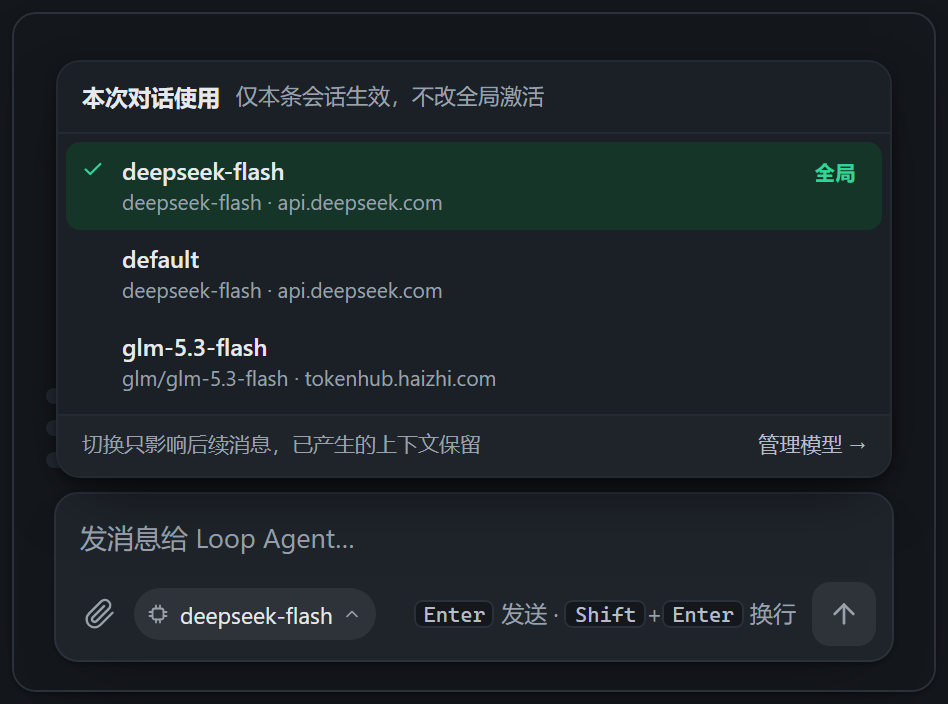 本次对话使用 仅本条会话生效，不改全局激活
deepseek-flash 全局
deepseek-flash · api.deepseek.com
default
deepseek-flash · api.deepseek.com
glm-5.3-flash
glm/glm-5.3-flash · tokenhub.haizhi.com
切换只影响后续消息，已产生的上下文保留 管理模型 →
发消息给 Loop Agent...
deepseek-flash Enter 发送 · Shift + Enter 换行